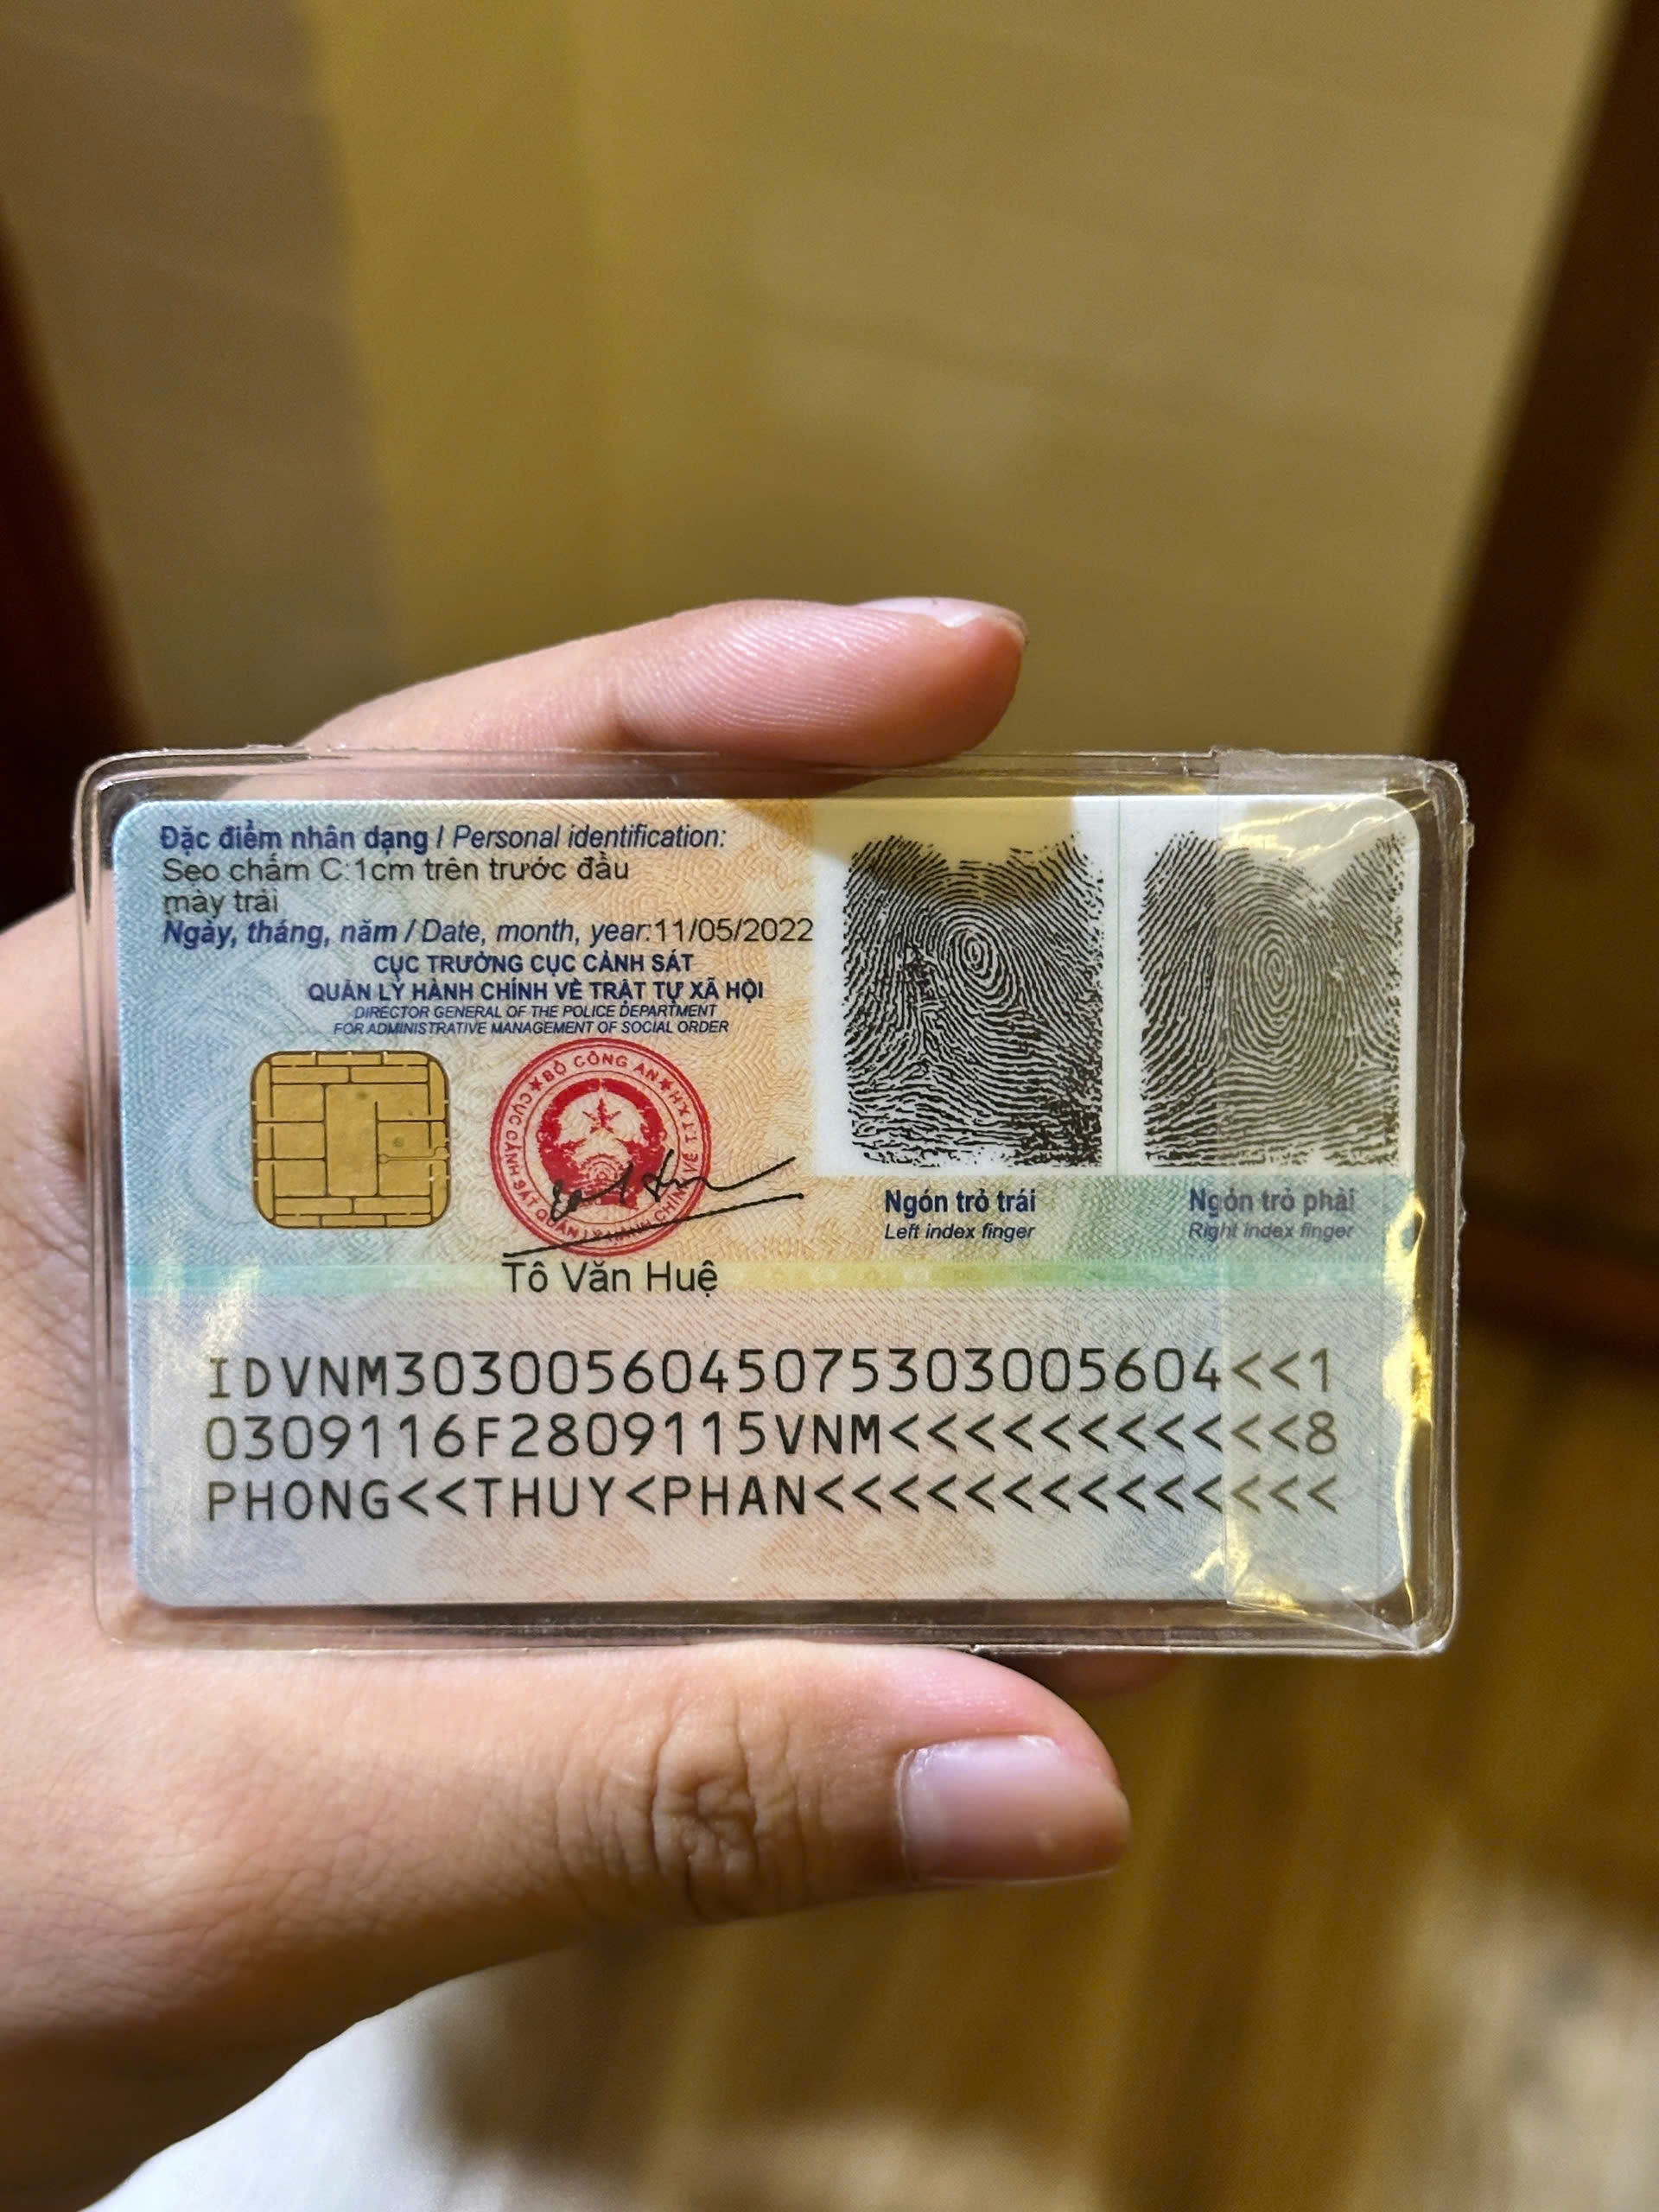 Đặc điểm nhân dạng / Personal identification:
Sẹo chấm C:1cm trên trước đầu
mày trái
Ngày, tháng, năm / Date, month, year:11/05/2022
CỤC TRƯỞNG CỤC CẢNH SÁT
QUẢN LÝ HÀNH CHÍNH VỀ TRẬT TỰ XÃ HỘI
DIRECTOR GENERAL OF THE POLICE DEPARTMENT
FOR ADMINISTRATIVE MANAGEMENT OF SOCIAL ORDER
BỘ CÔNG AN
CỤC CẢNH SÁT QUẢN LÝ HÀNH CHÍNH VỀ TTXH
Tô Văn Huệ
Ngón trỏ trái
Left index finger
Ngón trỏ phải
Right index finger
IDVNM3030056045075303005604<<1
0309116F2809115VNM<<<<<<<<<<<8
PHONG<<THUY<PHAN<<<<<<<<<<<<<<